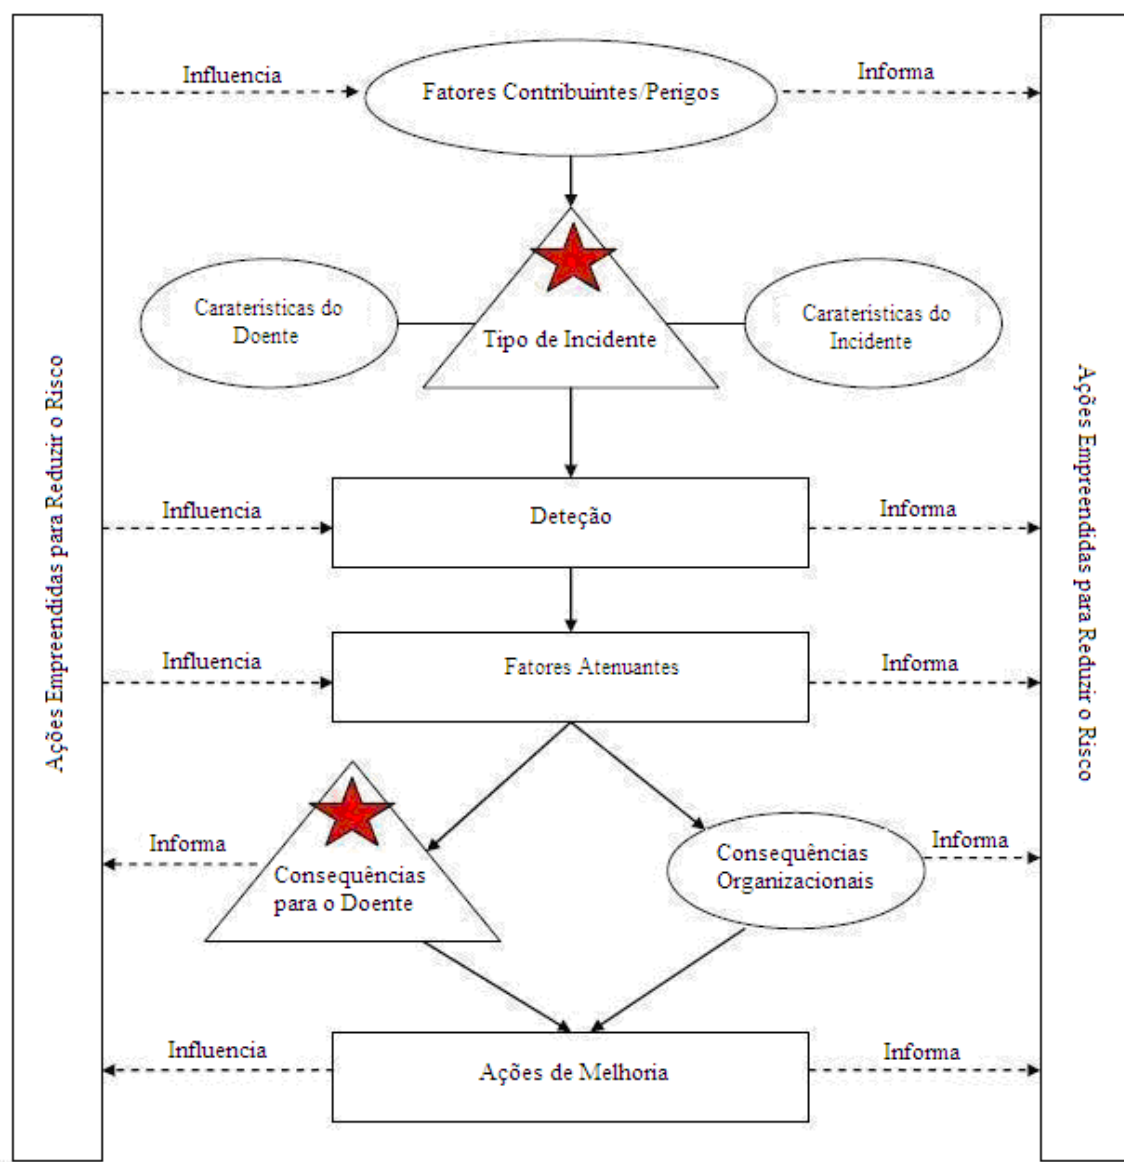 Influencia
Fatores Contribuintes/Perigos
Informa
Caraterísticas do
Doente
Tipo de Incidente
Caraterísticas do
Incidente
Ações Empreendidas para Reduzir o Risco
Ações Empreendidas para Reduzir o Risco
Influencia
Deteção
Informa
Influencia
Fatores Atenuantes
Informa
Informa
Consequências
para o Doente
Consequências
Organizacionais
Informa
Influencia
Ações de Melhoria
Informa